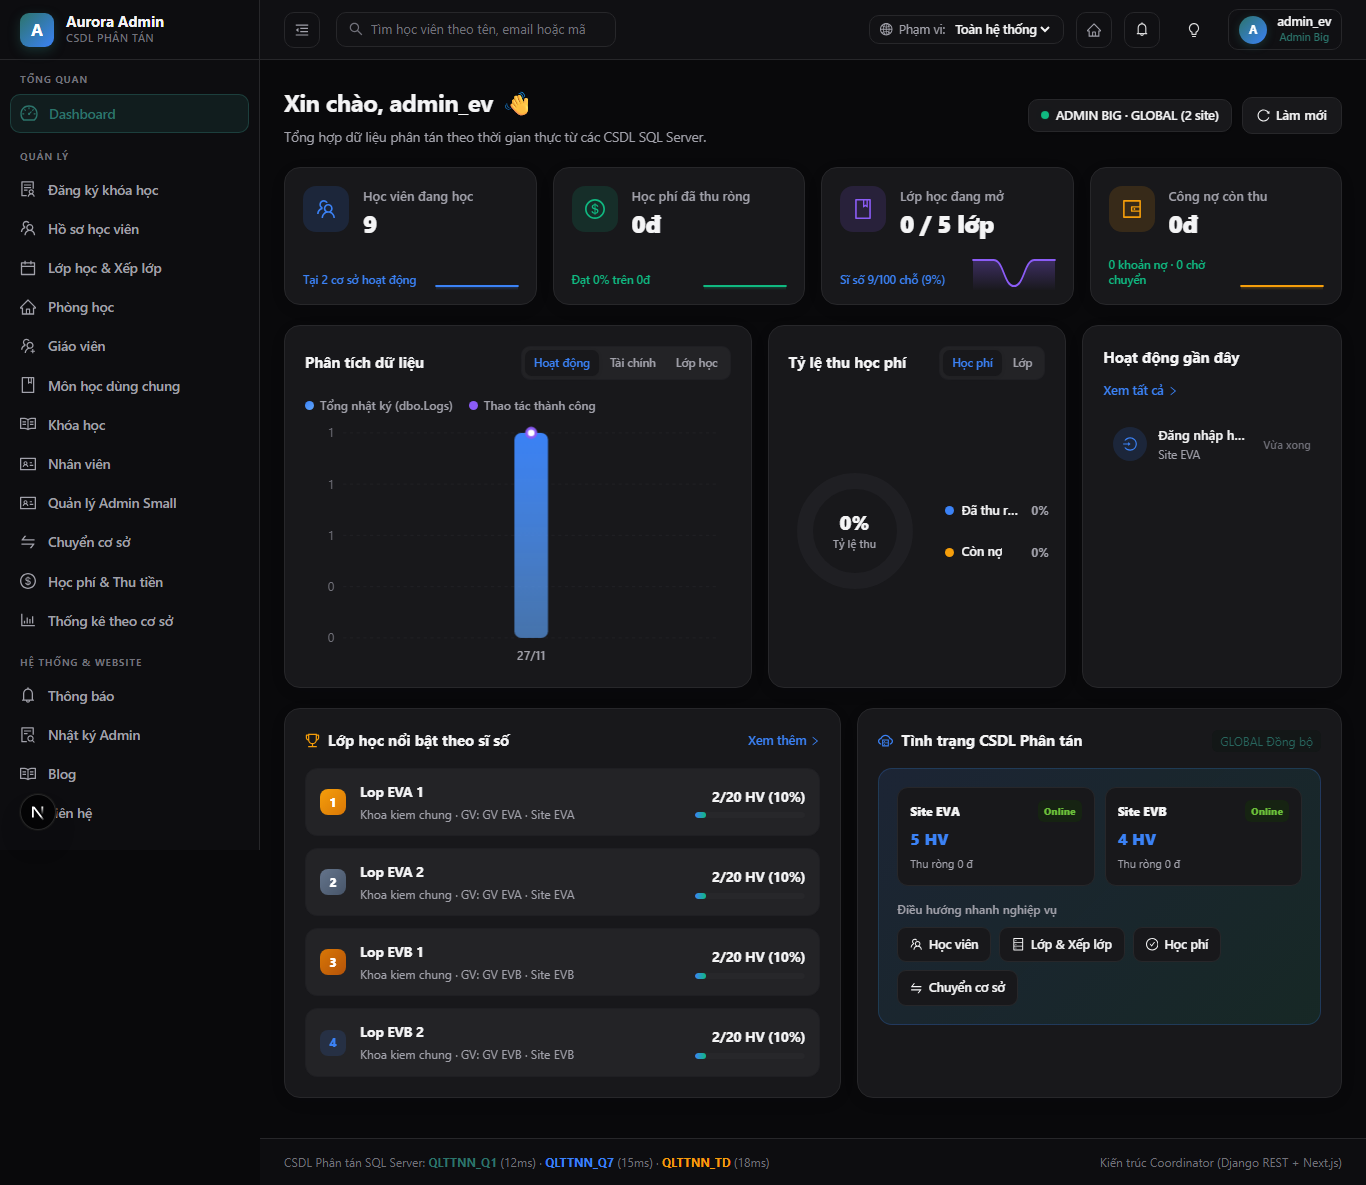 A
Aurora Admin
CSDL PHÂN TÁN
Tìm học viên theo tên, email hoặc mã
Phạm vi: Toàn hệ thống
A
admin_ev
Admin Big
TỔNG QUAN
Dashboard
QUẢN LÝ
Đăng ký khóa học
Hồ sơ học viên
Lớp học & Xếp lớp
Phòng học
Giáo viên
Môn học dùng chung
Khóa học
Nhân viên
Quản lý Admin Small
Chuyển cơ sở
Học phí & Thu tiền
Thống kê theo cơ sở
HỆ THỐNG & WEBSITE
Thông báo
Nhật ký Admin
Blog
N
iên hệ
Xin chào, admin_ev 👋
Tổng hợp dữ liệu phân tán theo thời gian thực từ các CSDL SQL Server.
ADMIN BIG · GLOBAL (2 site)
Làm mới
Học viên đang học
9
Tại 2 cơ sở hoạt động
Học phí đã thu ròng
0đ
Đạt 0% trên 0đ
Lớp học đang mở
0 / 5 lớp
Sĩ số 9/100 chỗ (9%)
Công nợ còn thu
0đ
0 khoản nợ · 0 chờ
chuyển
Phân tích dữ liệu
Hoạt động
Tài chính
Lớp học
Tổng nhật ký (dbo.Logs)
Thao tác thành công
1
1
1
0
0
27/11
Tỷ lệ thu học phí
Học phí
Lớp
0%
Tỷ lệ thu
Đã thu r... 0%
Còn nợ 0%
Hoạt động gần đây
Xem tất cả
Đăng nhập h...
Site EVA
Vừa xong
Lớp học nổi bật theo sĩ số
Xem thêm
1
Lop EVA 1
Khoa kiem chung · GV: GV EVA · Site EVA
2/20 HV (10%)
2
Lop EVA 2
Khoa kiem chung · GV: GV EVA · Site EVA
2/20 HV (10%)
3
Lop EVB 1
Khoa kiem chung · GV: GV EVB · Site EVB
2/20 HV (10%)
4
Lop EVB 2
Khoa kiem chung · GV: GV EVB · Site EVB
2/20 HV (10%)
Tình trạng CSDL Phân tán
GLOBAL Đồng bộ
Site EVA
Online
5 HV
Thu ròng 0 đ
Site EVB
Online
4 HV
Thu ròng 0 đ
Điều hướng nhanh nghiệp vụ
Học viên
Lớp & Xếp lớp
Học phí
Chuyển cơ sở
CSDL Phân tán SQL Server: QLTTNN_Q1 (12ms) · QLTTNN_Q7 (15ms) · QLTTNN_TD (18ms)
Kiến trúc Coordinator (Django REST + Next.js)